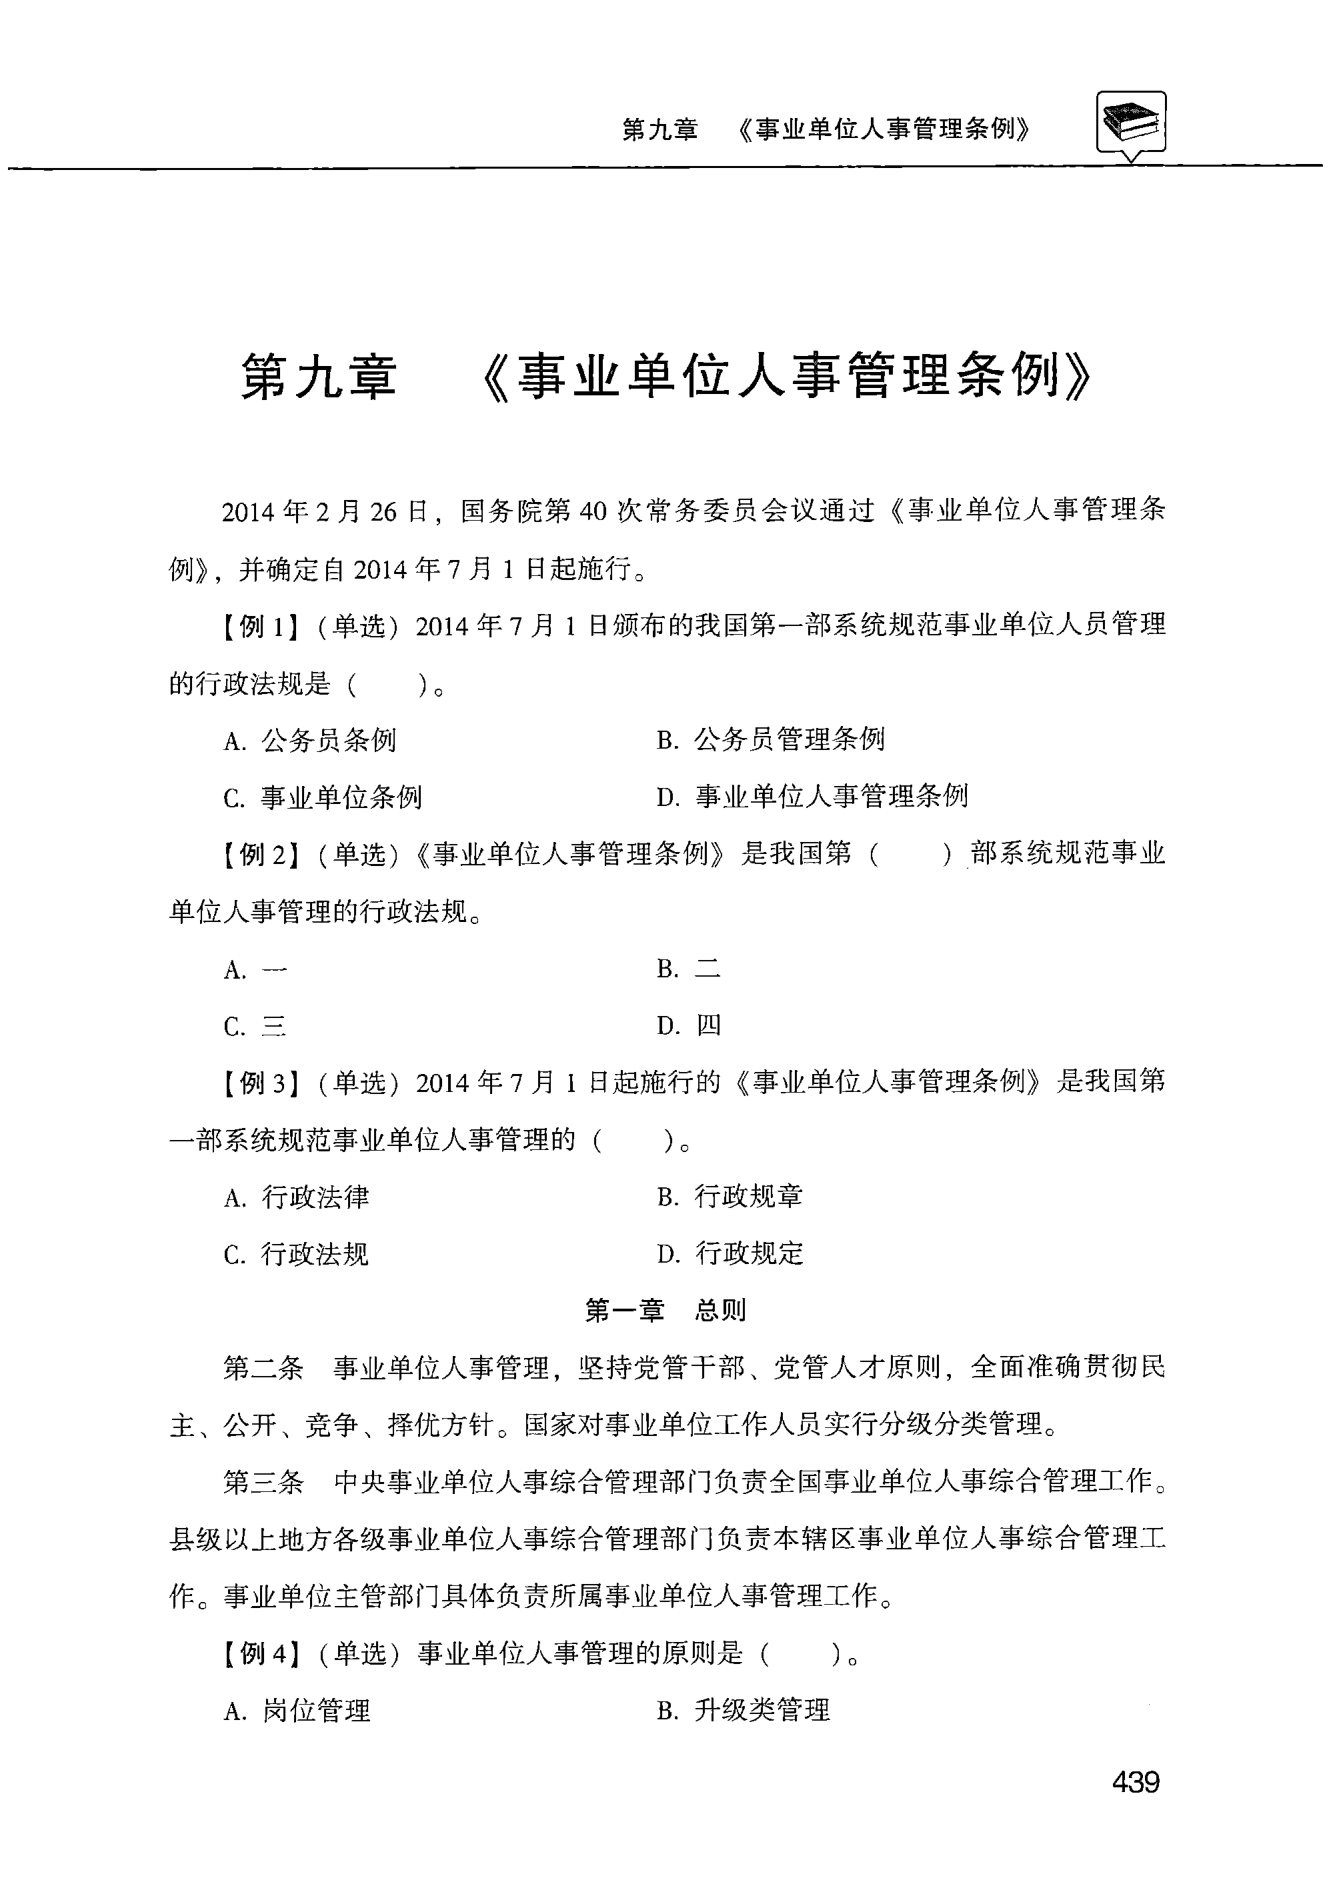 第九章　《事业单位人事管理条例》
第九章　《事业单位人事管理条例》
2014 年 2 月 26 日，国务院第 40 次常务委员会议通过《事业单位人事管理条
例》，并确定自 2014 年 7 月 1 日起施行。
【例 1】（单选）2014 年 7 月 1 日颁布的我国第一部系统规范事业单位人员管理
的行政法规是（　　）。
A. 公务员条例　　B. 公务员管理条例
C. 事业单位条例　　D. 事业单位人事管理条例
【例 2】（单选）《事业单位人事管理条例》是我国第（　　）部系统规范事业
单位人事管理的行政法规。
A. 一　　B. 二
C. 三　　D. 四
【例 3】（单选）2014 年 7 月 1 日起施行的《事业单位人事管理条例》是我国第
一部系统规范事业单位人事管理的（　　）。
A. 行政法律　　B. 行政规章
C. 行政法规　　D. 行政规定
第一章　总则
第二条　事业单位人事管理，坚持党管干部、党管人才原则，全面准确贯彻民
主、公开、竞争、择优方针。国家对事业单位工作人员实行分级分类管理。
第三条　中央事业单位人事综合管理部门负责全国事业单位人事综合管理工作。
县级以上地方各级事业单位人事综合管理部门负责本辖区事业单位人事综合管理工
作。事业单位主管部门具体负责所属事业单位人事管理工作。
【例 4】（单选）事业单位人事管理的原则是（　　）。
A. 岗位管理　　B. 升级类管理
439